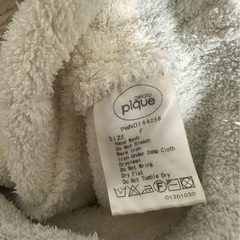 gelato
pique
PWNO144056
SIZE F
Hand Wash
Do Not Bleach
Warm Iron
Iron Under Damp Cloth
Dryclean
Do Not Wring
Dry Flat
Do Not Tumble Dry
01201030